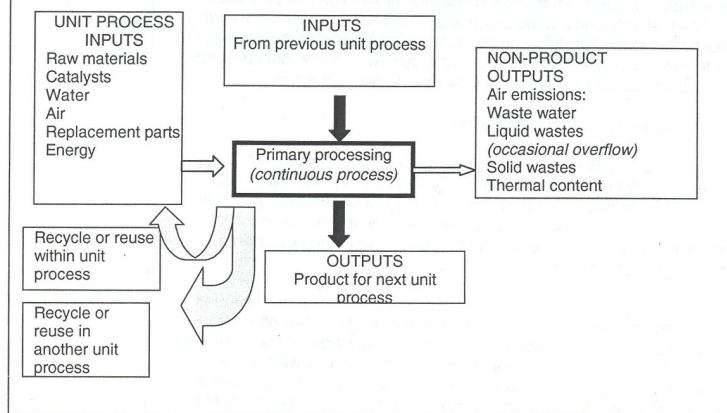 UNIT PROCESS
INPUTS
Raw materials
Catalysts
Water
Air
Replacement parts
Energy
INPUTS
From previous unit process
NON-PRODUCT
OUTPUTS
Air emissions:
Waste water
Liquid wastes
(occasional overflow)
Solid wastes
Thermal content
Primary processing
(continuous process)
Recycle or reuse
within unit
process
OUTPUTS
Product for next unit
process
Recycle or
reuse in
another unit
process